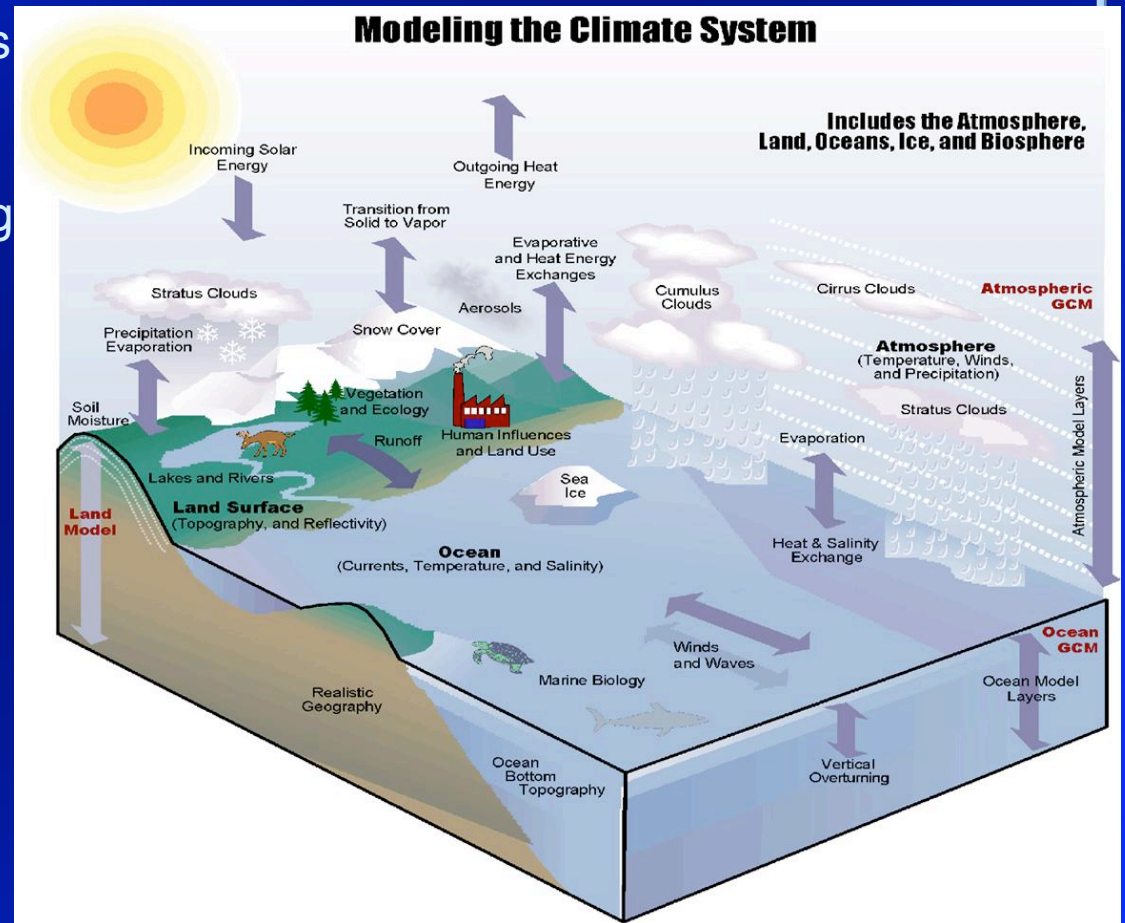 s
g
Modeling the Climate System
Includes the Atmosphere,
Land, Oceans, Ice, and Biosphere
Incoming Solar
Energy
Outgoing Heat
Energy
Transition from
Solid to Vapor
Evaporative
and Heat Energy
Exchanges
Stratus Clouds
Snow Cover
Aerosols
Cumulus
Clouds
Cirrus Clouds
Atmospheric
GCM
Precipitation
Evaporation
Atmosphere
(Temperature, Winds,
and Precipitation)
Stratus Clouds
Atmospheric Model Layers
Soil
Moisture
Vegetation
and Ecology
Runoff
Human Influences
and Land Use
Evaporation
Lakes and Rivers
Sea
Ice
Land
Model
Land Surface
(Topography, and Reflectivity)
Heat & Salinity
Exchange
Ocean
(Currents, Temperature, and Salinity)
Winds
and Waves
Ocean
GCM
Ocean Model
Layers
Marine Biology
Realistic
Geography
Ocean
Bottom
Topography
Vertical
Overturning